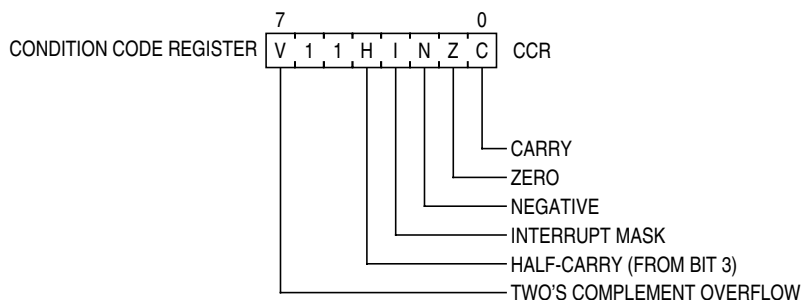 7 0
CONDITION CODE REGISTER V 1 1 H I N Z C CCR
CARRY
ZERO
NEGATIVE
INTERRUPT MASK
HALF-CARRY (FROM BIT 3)
TWO'S COMPLEMENT OVERFLOW